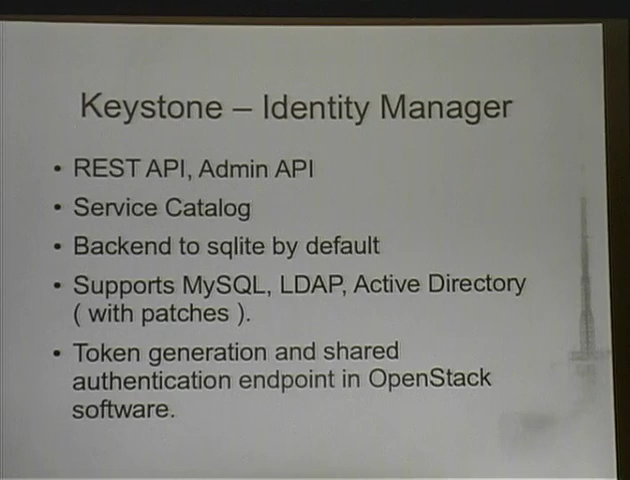 Keystone – Identity Manager
• REST API, Admin API
• Service Catalog
• Backend to sqlite by default
• Supports MySQL, LDAP, Active Directory
( with patches ).
• Token generation and shared
authentication endpoint in OpenStack
software.